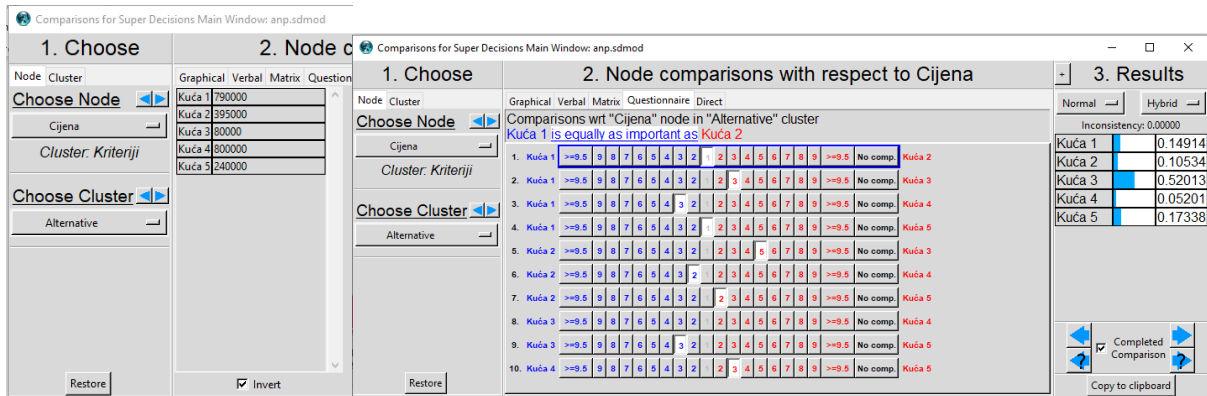 Comparisons for Super Decisions Main Window: anp.sdmod
1. Choose
2. Node c
Node Cluster
Graphical Verbal Matrix Question
Choose Node
Cijena
Cluster: Kriteriji
Choose Cluster
Alternative
Restore
Kuća 1 790000
Kuća 2 395000
Kuća 3 80000
Kuća 4 800000
Kuća 5 240000
Invert
Comparisons for Super Decisions Main Window: anp.sdmod
1. Choose
2. Node comparisons with respect to Cijena
+ 3. Results
Node Cluster
Choose Node
Cijena
Cluster: Kriteriji
Choose Cluster
Alternative
Restore
Graphical Verbal Matrix Questionnaire Direct
Comparisons wrt "Cijena" node in "Alternative" cluster
Kuća 1 is equally as important as Kuća 2
1. Kuća 1 >=9.5 9 8 7 6 5 4 3 2 1 2 3 4 5 6 7 8 9 >=9.5 No comp. Kuća 2
2. Kuća 1 >=9.5 9 8 7 6 5 4 3 2 1 2 3 4 5 6 7 8 9 >=9.5 No comp. Kuća 3
3. Kuća 1 >=9.5 9 8 7 6 5 4 3 2 1 2 3 4 5 6 7 8 9 >=9.5 No comp. Kuća 4
4. Kuća 1 >=9.5 9 8 7 6 5 4 3 2 1 2 3 4 5 6 7 8 9 >=9.5 No comp. Kuća 5
5. Kuća 2 >=9.5 9 8 7 6 5 4 3 2 1 2 3 4 5 6 7 8 9 >=9.5 No comp. Kuća 3
6. Kuća 2 >=9.5 9 8 7 6 5 4 3 2 1 2 3 4 5 6 7 8 9 >=9.5 No comp. Kuća 4
7. Kuća 2 >=9.5 9 8 7 6 5 4 3 2 1 2 3 4 5 6 7 8 9 >=9.5 No comp. Kuća 5
8. Kuća 3 >=9.5 9 8 7 6 5 4 3 2 1 2 3 4 5 6 7 8 9 >=9.5 No comp. Kuća 4
9. Kuća 3 >=9.5 9 8 7 6 5 4 3 2 1 2 3 4 5 6 7 8 9 >=9.5 No comp. Kuća 5
10. Kuća 4 >=9.5 9 8 7 6 5 4 3 2 1 2 3 4 5 6 7 8 9 >=9.5 No comp. Kuća 5
Normal Hybrid
Inconsistency: 0.00000
Kuća 1 0.14914
Kuća 2 0.10534
Kuća 3 0.52013
Kuća 4 0.05201
Kuća 5 0.17338
Completed
Comparison
Copy to clipboard